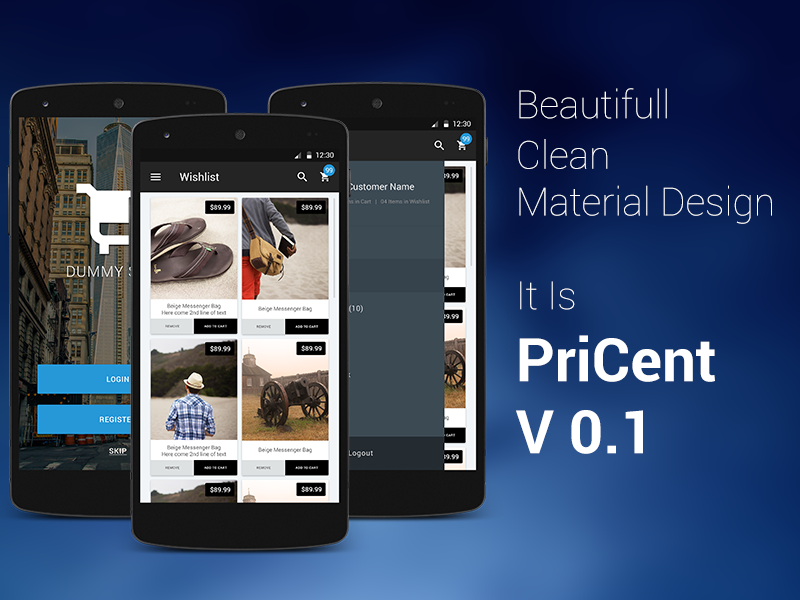 Beautifull
Clean
Material Design
It Is
PriCent
V 0.1
DUMMY
LOGIN
REGISTE
SKIP
12:30
Wishlist
99
$89.99
$89.99
Beige Messenger Bag
Here come 2nd line of text
Beige Messenger Bag
REMOVE
ADD TO CART
REMOVE
ADD TO CART
$89.99
$89.99
Beige Messenger Bag
Here come 2nd line of text
Beige Messenger Bag
REMOVE
ADD TO CART
REMOVE
ADD TO CART
$89.99
$89.99
12:30
99
Customer Name
in Cart | 04 Items in Wishlist
(10)
Logout